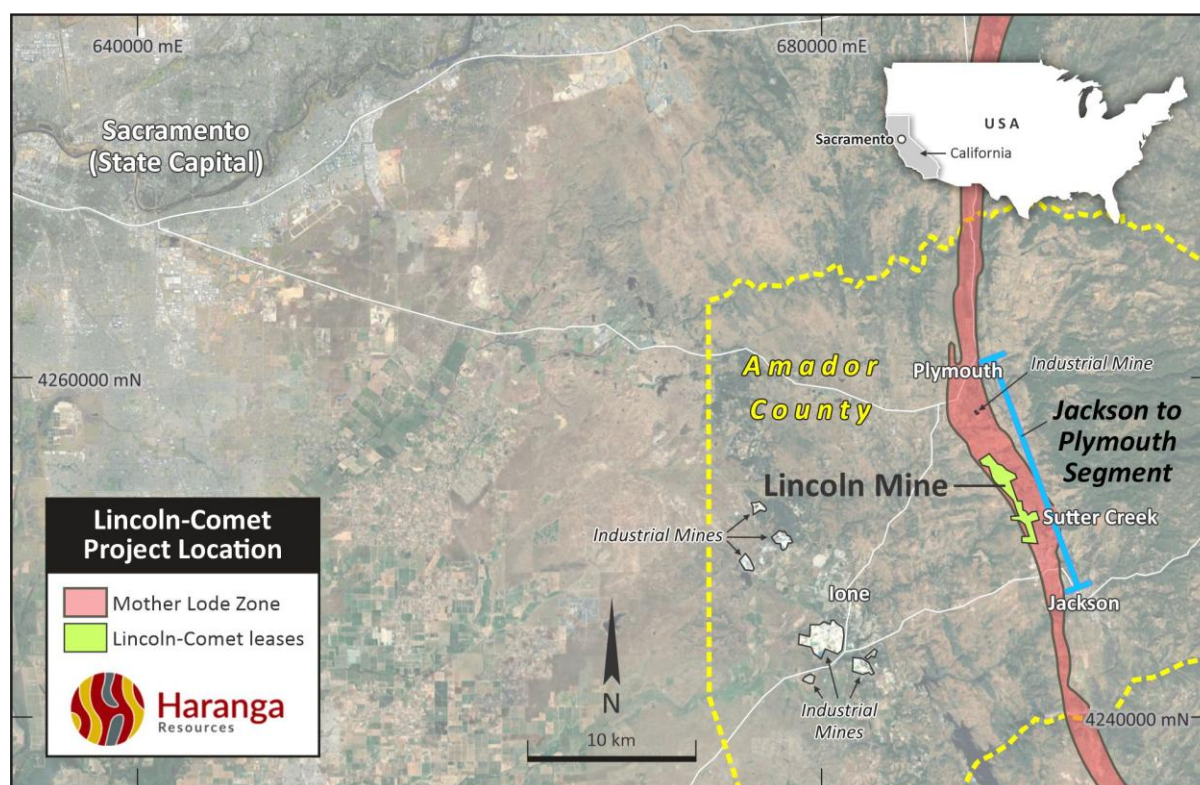 640000 mE
680000 mE
Sacramento
(State Capital)
USA
Sacramento
California
4260000 mN
Amador
County
Plymouth
Industrial Mine
Jackson to
Plymouth
Segment
Lincoln Mine
Sutter Creek
Industrial Mines
Ione
Jackson
Industrial
Mines
Lincoln-Comet
Project Location
Mother Lode Zone
Lincoln-Comet leases
Haranga
Resources
N
10 km
4240000 mN